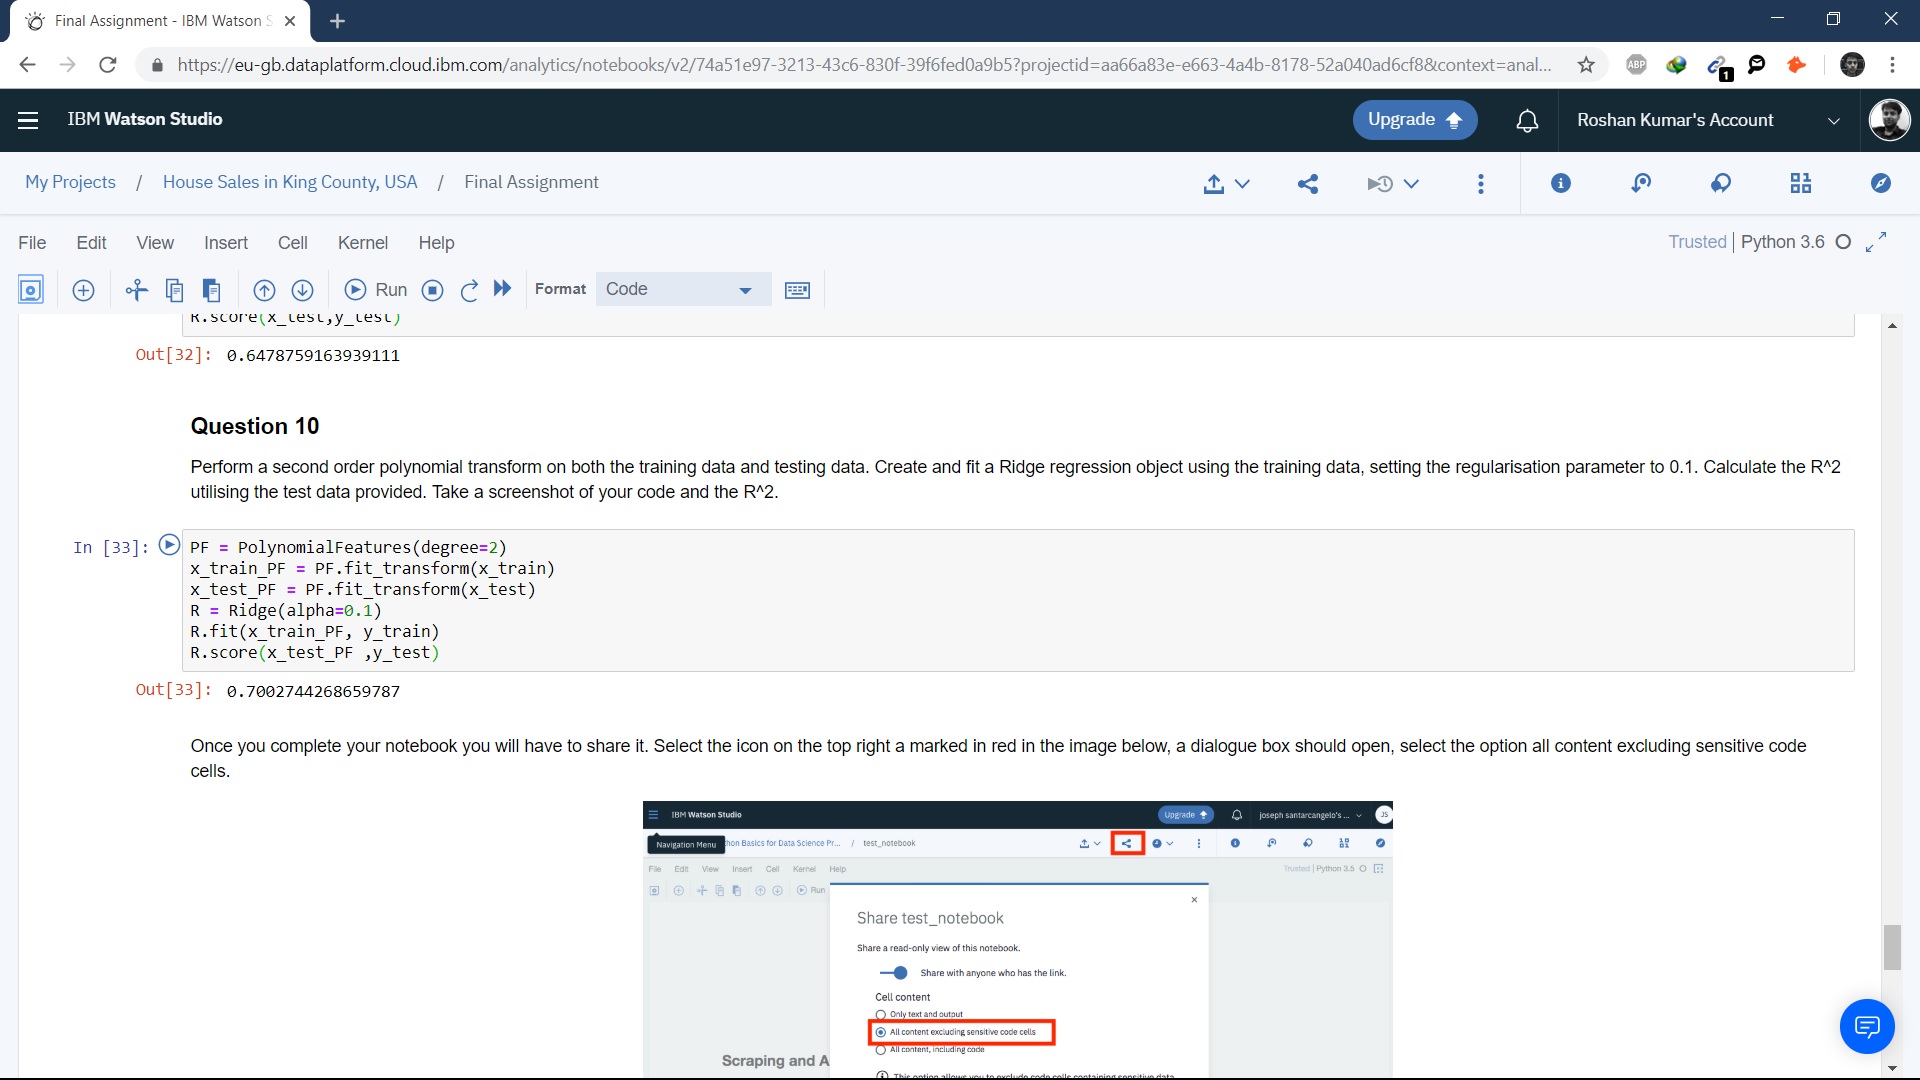 Final Assignment - IBM Watson S
https://eu-gb.dataplatform.cloud.ibm.com/analytics/notebooks/v2/74a51e97-3213-43c6-830f-39f6fed0a9b5?projectid=aa66a83e-e663-4a4b-8178-52a040ad6cf8&context=anal...
ABP
1
IBM Watson Studio
Upgrade
Roshan Kumar's Account
My Projects / House Sales in King County, USA / Final Assignment
File Edit View Insert Cell Kernel Help
Trusted | Python 3.6
Run
Format
Code
R.score(x_test,y_test)
Out[32]: 0.6478759163939111
Question 10
Perform a second order polynomial transform on both the training data and testing data. Create and fit a Ridge regression object using the training data, setting the regularisation parameter to 0.1. Calculate the R^2
utilising the test data provided. Take a screenshot of your code and the R^2.
In [33]:
PF = PolynomialFeatures(degree=2)
x_train_PF = PF.fit_transform(x_train)
x_test_PF = PF.fit_transform(x_test)
R = Ridge(alpha=0.1)
R.fit(x_train_PF, y_train)
R.score(x_test_PF ,y_test)
Out[33]: 0.7002744268659787
Once you complete your notebook you will have to share it. Select the icon on the top right a marked in red in the image below, a dialogue box should open, select the option all content excluding sensitive code
cells.
IBM Watson Studio
Upgrade
joseph santarcangelo's ...
JS
Navigation Menu
hon Basics for Data Science Pr... / test_notebook
File Edit View Insert Cell Kernel Help
Trusted | Python 3.5
Run
Share test_notebook
Share a read-only view of this notebook.
Share with anyone who has the link.
Cell content
Only text and output
All content excluding sensitive code cells
All content, including code
Scraping and A
This option allows you to exclude code cells containing sensitive data